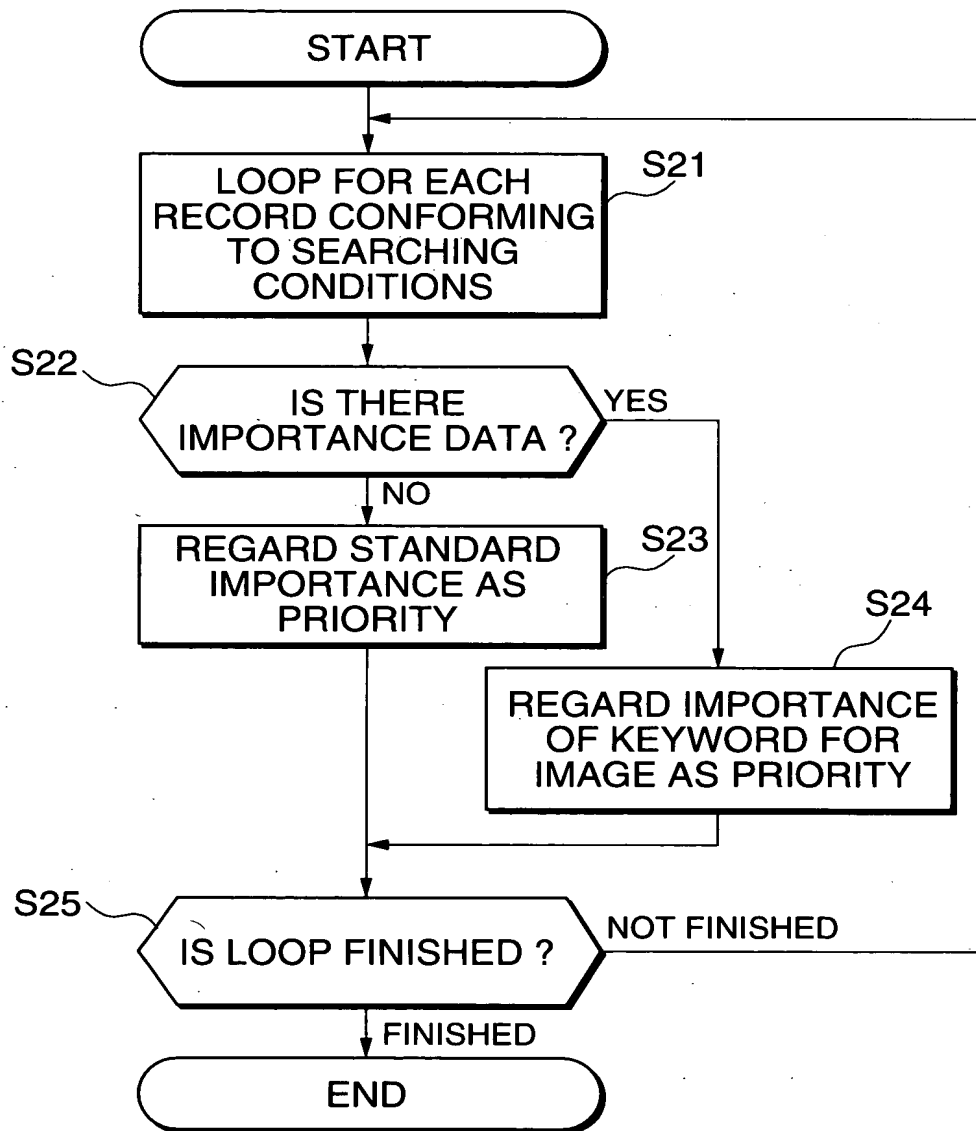 START
S21
LOOP FOR EACH
RECORD CONFORMING
TO SEARCHING
CONDITIONS
S22
IS THERE
IMPORTANCE DATA ?
YES
NO
S23
REGARD STANDARD
IMPORTANCE AS
PRIORITY
S24
REGARD IMPORTANCE
OF KEYWORD FOR
IMAGE AS PRIORITY
S25
IS LOOP FINISHED ?
NOT FINISHED
FINISHED
END